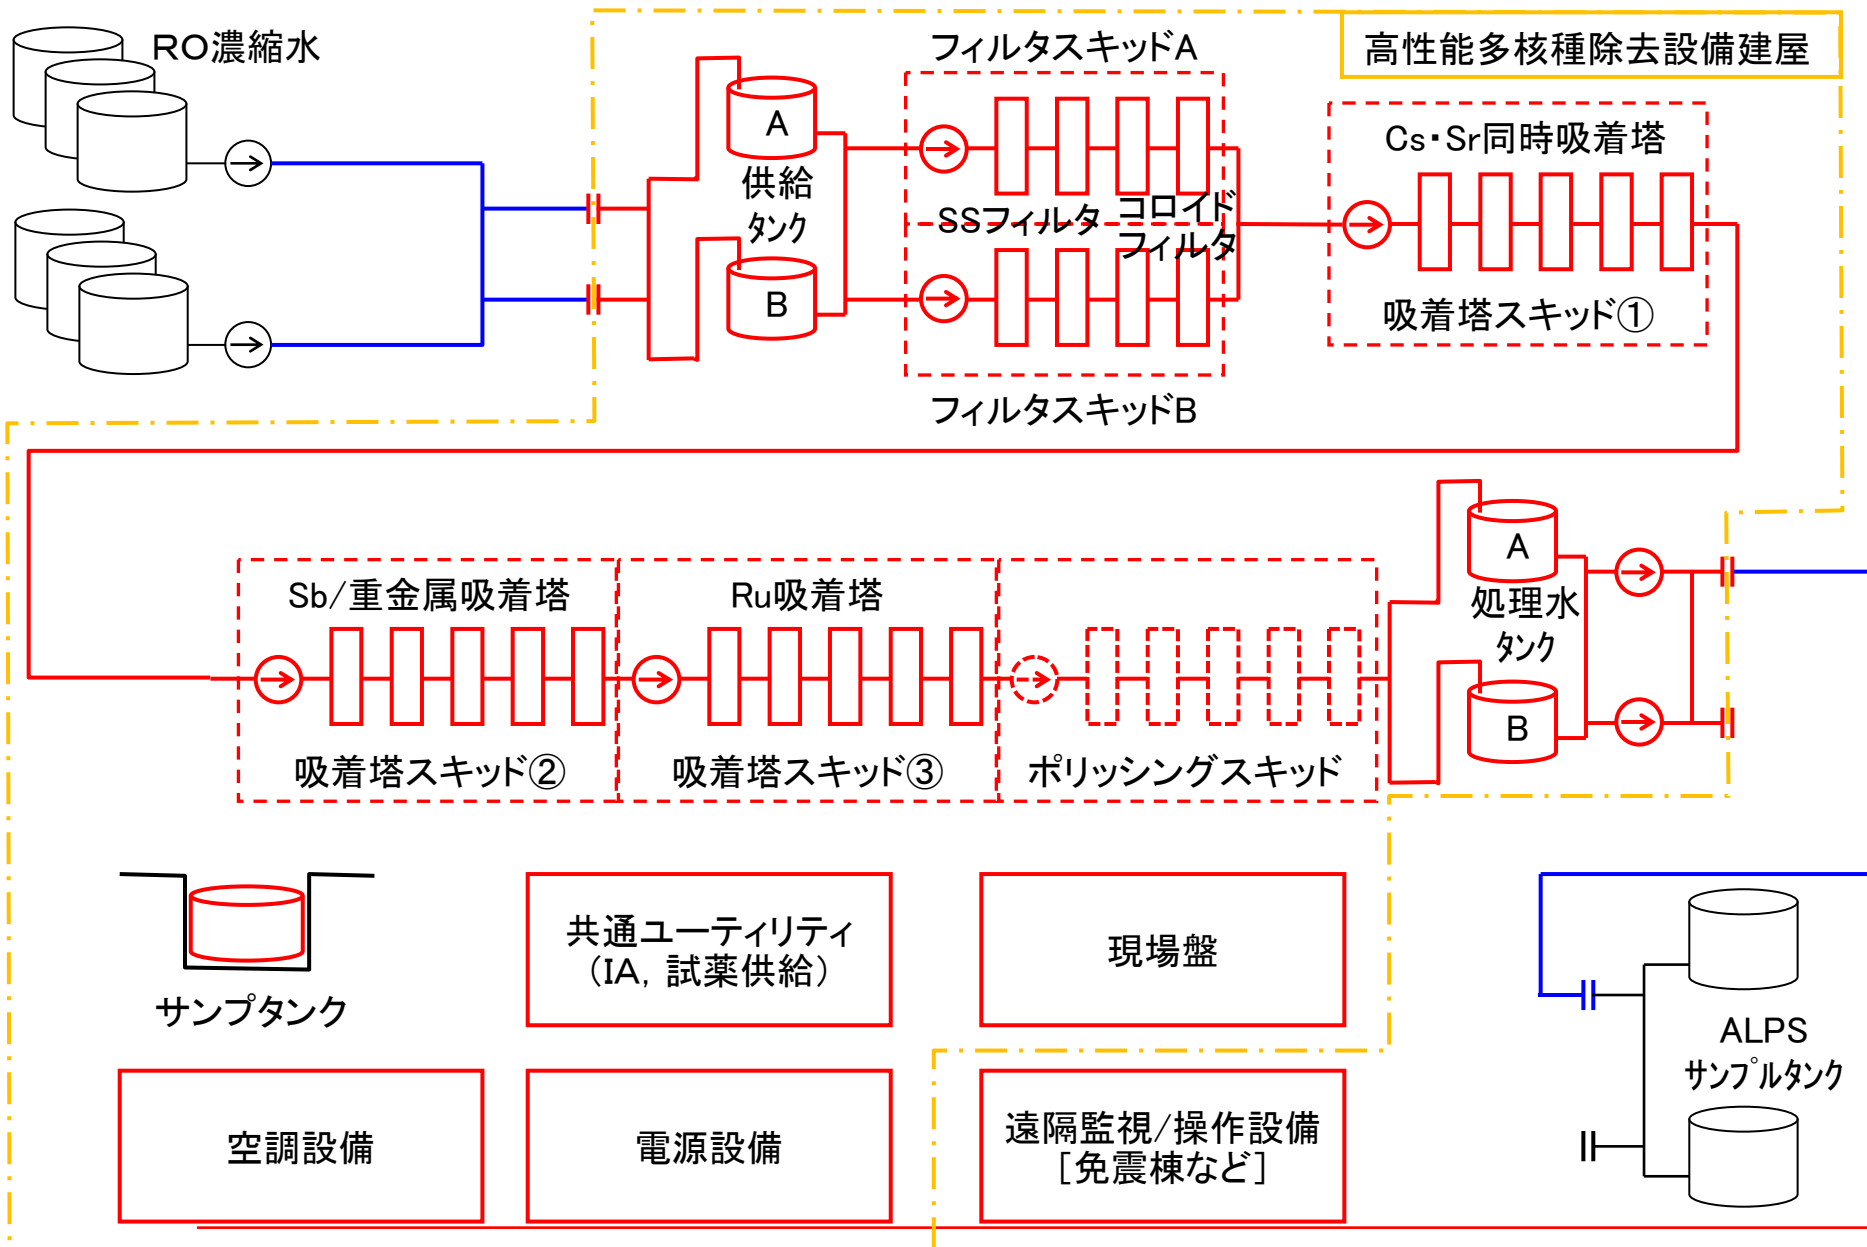 RO濃縮水
フィルタスキッドA
高性能多核種除去設備建屋
A
供給
タンク
B
SSフィルタ
コロイド
フィルタ
フィルタスキッドB
Cs・Sr同時吸着塔
吸着塔スキッド①
Sb/重金属吸着塔
吸着塔スキッド②
Ru吸着塔
吸着塔スキッド③
ポリッシングスキッド
A
処理水
タンク
B
サンプタンク
共通ユーティリティ
(IA, 試薬供給)
現場盤
ALPS
サンプルタンク
空調設備
電源設備
遠隔監視/操作設備
[免震棟など]